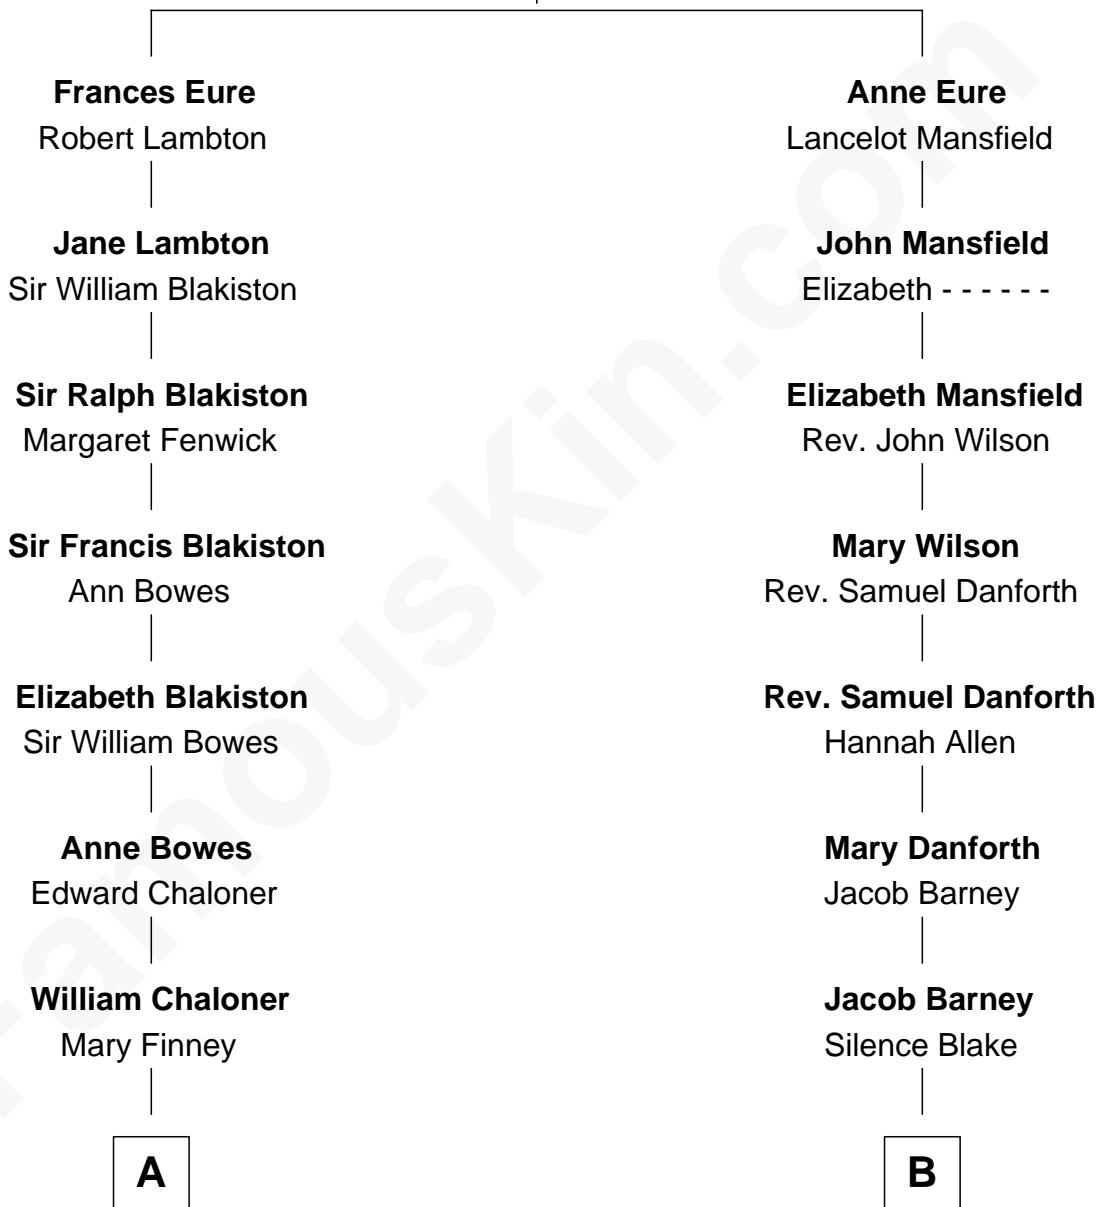 Frances Eure
Robert Lambton
Jane Lambton
Sir William Blakiston
Sir Ralph Blakiston
Margaret Fenwick
Sir Francis Blakiston
Ann Bowes
Elizabeth Blakiston
Sir William Bowes
Anne Bowes
Edward Chaloner
William Chaloner
Mary Finney
A
Anne Eure
Lancelot Mansfield
John Mansfield
Elizabeth - - - - - -
Elizabeth Mansfield
Rev. John Wilson
Mary Wilson
Rev. Samuel Danforth
Rev. Samuel Danforth
Hannah Allen
Mary Danforth
Jacob Barney
Jacob Barney
Silence Blake
B
FamousKin.com